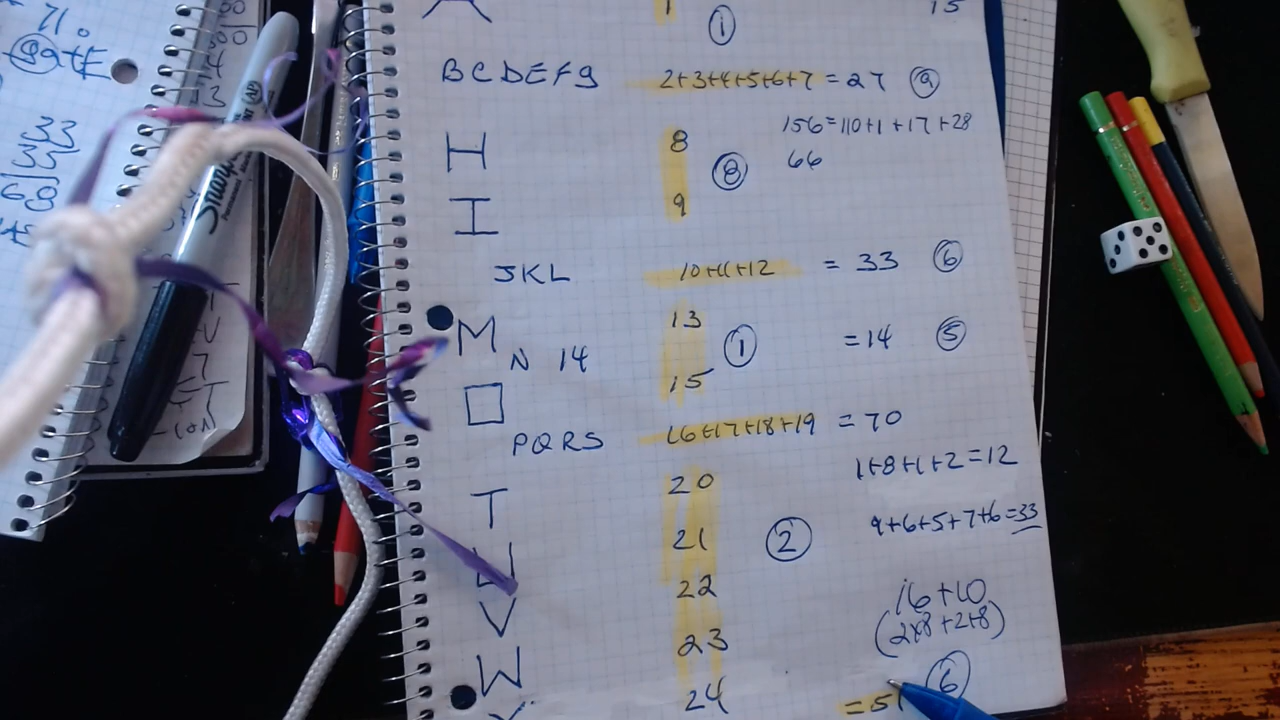 A 1 15
①
BCDEFG 2+3+4+5+6+7 = 27 ⑨
156=110+1+17+28
H 8 66
⑧
I 9
JKL 10+11+12 = 33 ⑥
M 13
N 14 ① =14 ⑤
O 15
PQRS 16+17+18+19 = 70
1+8+1+2=12
T 20
9+6+5+7+6=33
U 21 ②
V 22
16+10
(2x8+2+8)
W 23
24 =51 ⑥
Sharpie
71.